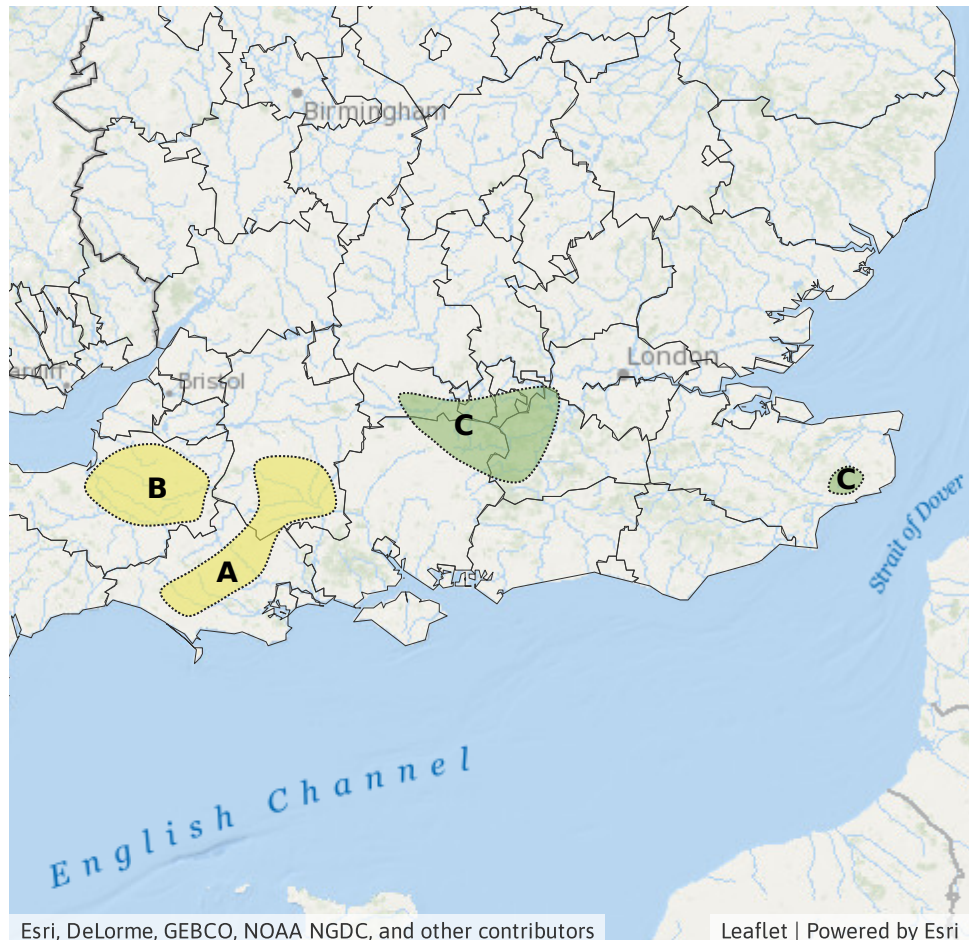 Birmingham
London
ardiff
Bristol
C
C
B
A
Strait of Dover
English Channel
Esri, DeLorme, GEBCO, NOAA NGDC, and other contributors
Leaflet | Powered by Esri